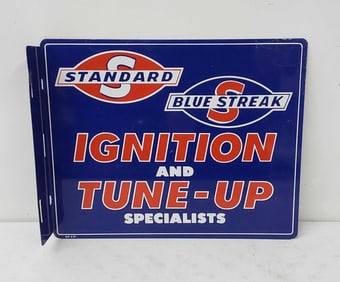 S
STANDARD
S
BLUE STREAK
IGNITION
AND
TUNE-UP
SPECIALISTS